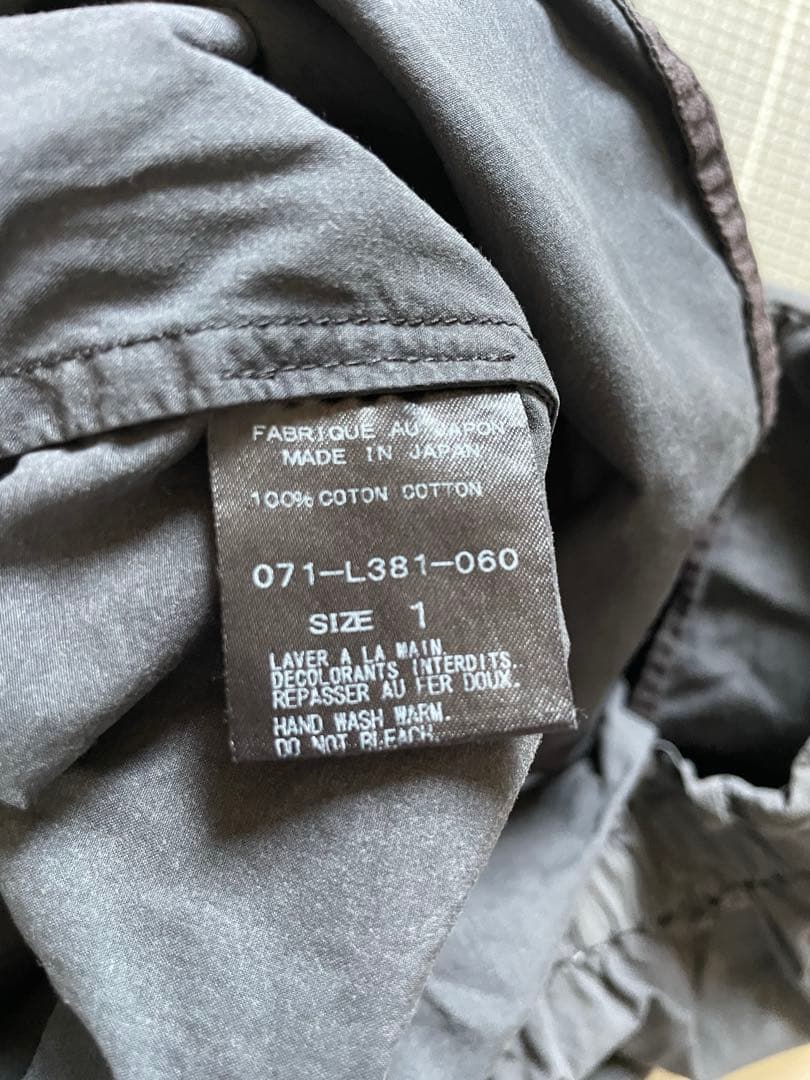 FABRIQUE AU JAPON
MADE IN JAPAN
100% COTON COTTON
071-L381-060
SIZE 1
LAVER A LA MAIN.
DECOLORANTS INTERDITS.
REPASSER AU FER DOUX.
HAND WASH WARM.
DO NOT BLEACH.